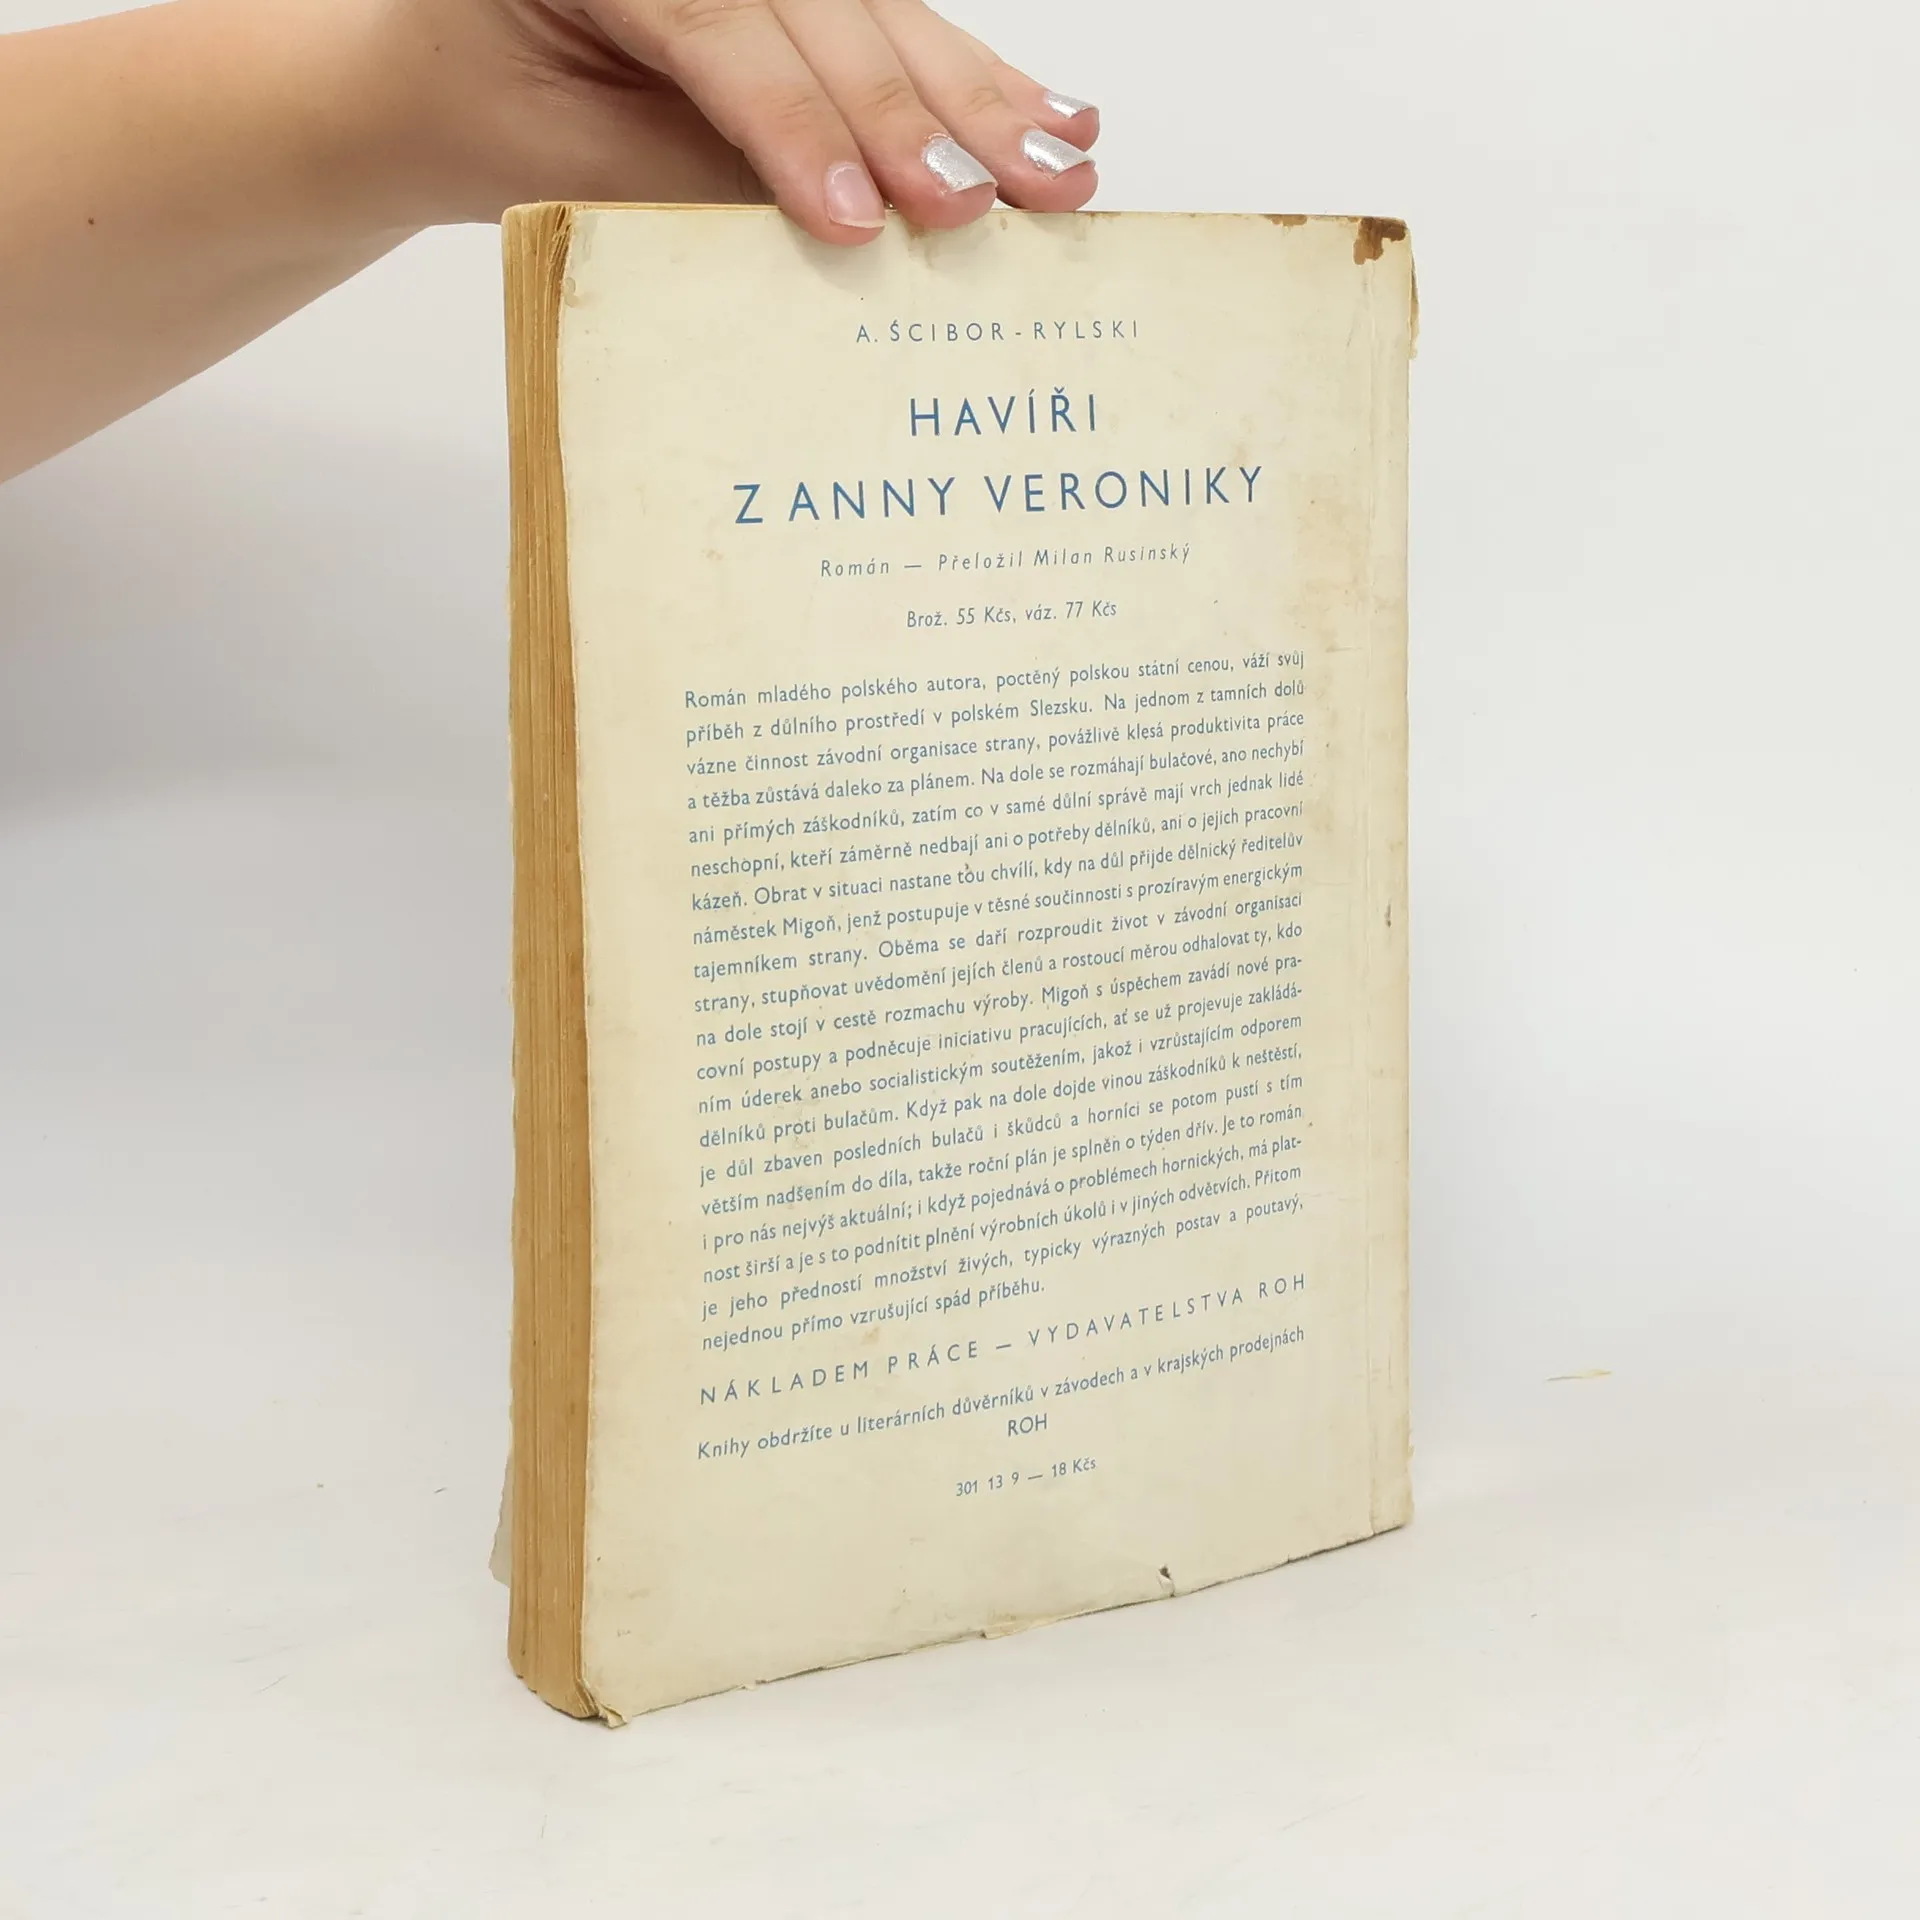 A. ŚCIBOR-RYLSKI
HAVÍŘI
Z ANNY VERONIKY
Román — Přeložil Milan Rusinský
Brož. 55 Kčs, váz. 77 Kčs
Román mladého polského autora, poctěný polskou státní cenou, váží svůj
příběh z důlního prostředí v polském Slezsku. Na jednom z tamních dolů
vázne činnost závodní organisace strany, povážlivě klesá produktivita práce
a těžba zůstává daleko za plánem. Na dole se rozmáhají bulačové, ano nechybí
ani přímých záškodníků, zatím co v samé důlní správě mají vrch jednak lidé
neschopní, kteří záměrně nedbají ani o potřeby dělníků, ani o jejich pracovní
kázeň. Obrat v situaci nastane tou chvílí, kdy na důl přijde dělnický ředitelův
náměstek Migoň, jenž postupuje v těsné součinnosti s prozíravým energickým
tajemníkem strany. Oběma se daří rozproudit život v závodní organisaci
strany, stupňovat uvědomění jejích členů a rostoucí měrou odhalovat ty, kdo
na dole stojí v cestě rozmachu výroby. Migoň s úspěchem zavádí nové pra-
covní postupy a podněcuje iniciativu pracujících, ať se už projevuje zakládá-
ním úderek anebo socialistickým soutěžením, jakož i vzrůstajícím odporem
dělníků proti bulačům. Když pak na dole dojde vinou záškodníků k neštěstí,
je důl zbaven posledních bulačů i škůdců a horníci se potom pustí s tím
větším nadšením do díla, takže roční plán je splněn o týden dřív. Je to román
i pro nás nejvýš aktuální; i když pojednává o problémech hornických, má plat-
nost širší a je s to podnítit plnění výrobních úkolů i v jiných odvětvích. Přitom
je jeho předností množství živých, typicky výrazných postav a poutavý,
nejednou přímo vzrušující spád příběhu.
NÁKLADEM PRÁCE — VYDAVATELSTVA ROH
Knihy obdržíte u literárních důvěrníků v závodech a v krajských prodejnách
ROH
301 13 9 — 18 Kčs